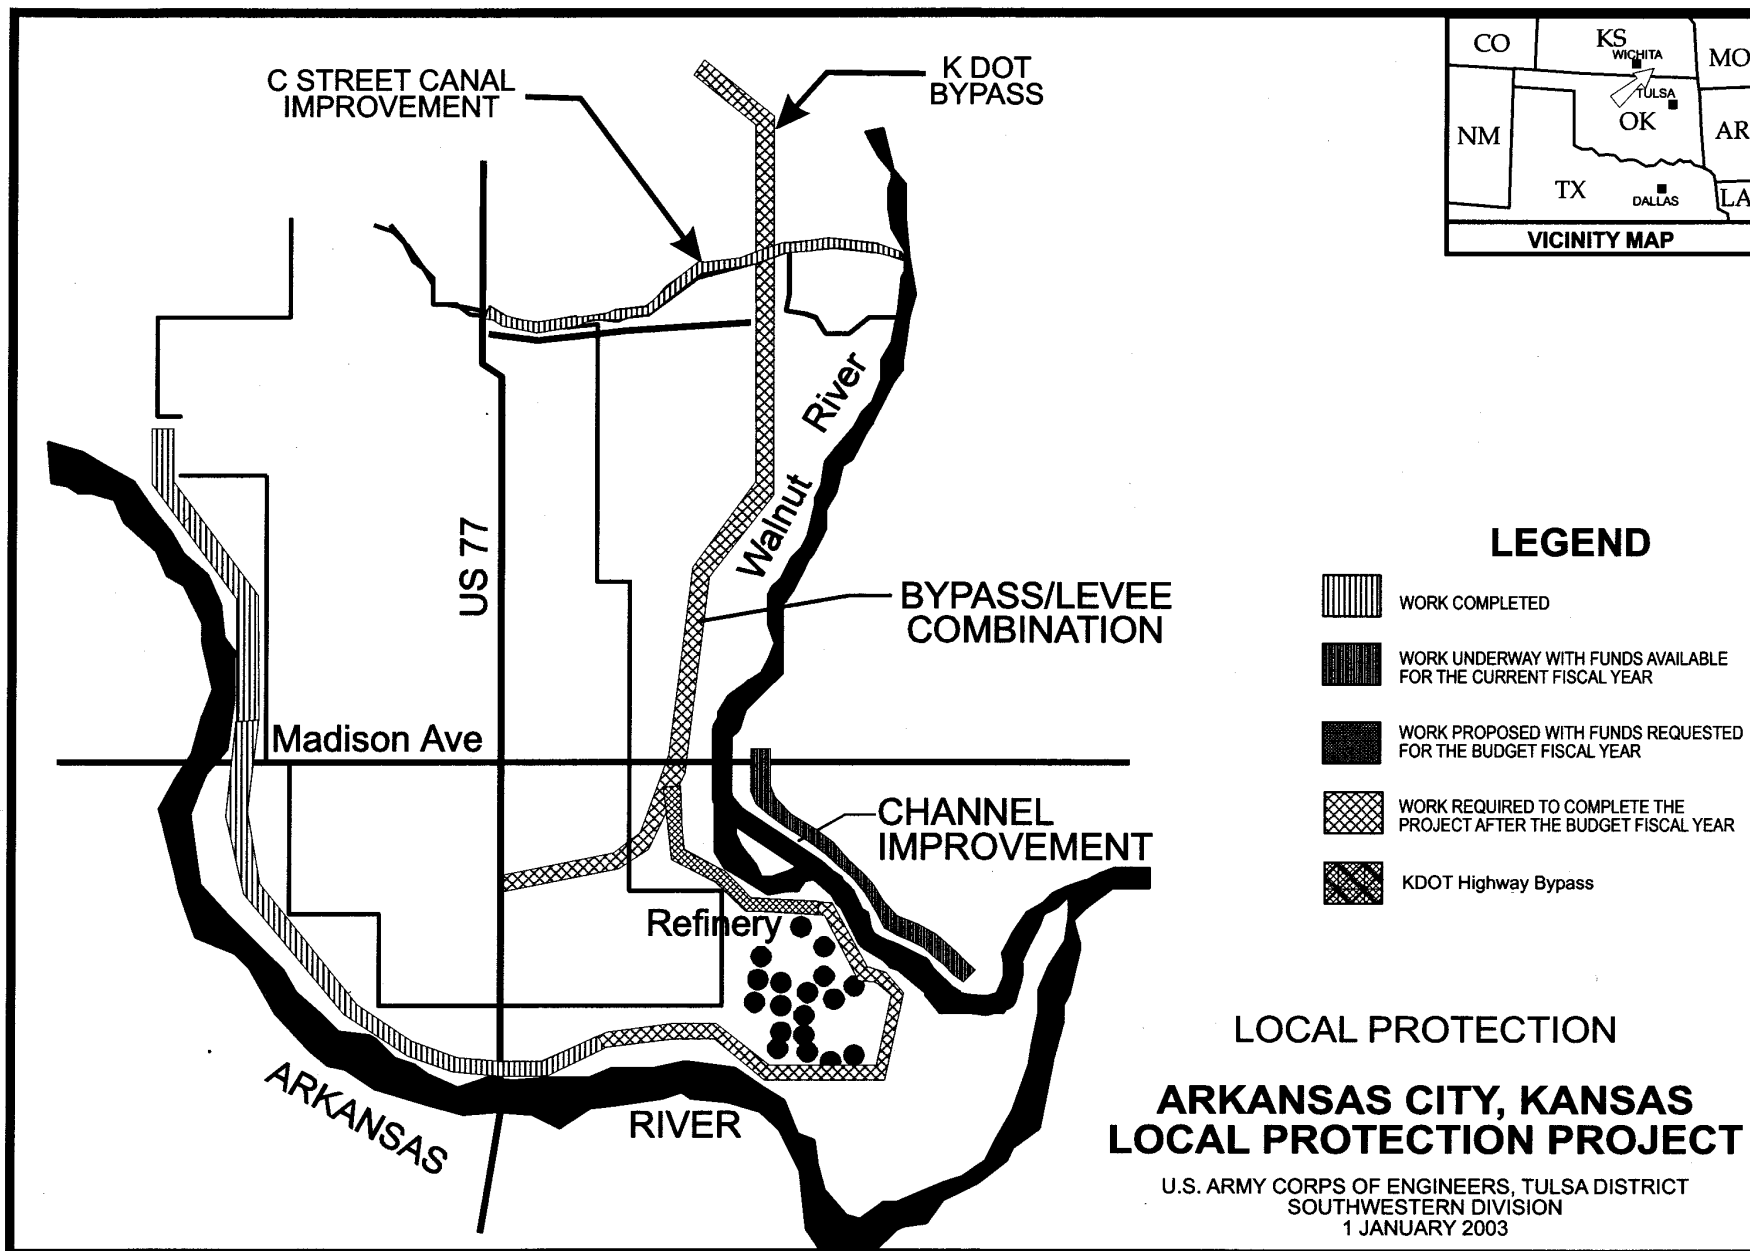 C STREET CANAL
IMPROVEMENT
K DOT
BYPASS
CO
KS
WICHITA
MO
TULSA
OK
NM
AR
TX
DALLAS
LA
VICINITY MAP
River
Walnut
US 77
BYPASS/LEVEE
COMBINATION
Madison Ave
CHANNEL
IMPROVEMENT
Refinery
ARKANSAS
RIVER
LEGEND
WORK COMPLETED
WORK UNDERWAY WITH FUNDS AVAILABLE
FOR THE CURRENT FISCAL YEAR
WORK PROPOSED WITH FUNDS REQUESTED
FOR THE BUDGET FISCAL YEAR
WORK REQUIRED TO COMPLETE THE
PROJECT AFTER THE BUDGET FISCAL YEAR
KDOT Highway Bypass
LOCAL PROTECTION
ARKANSAS CITY, KANSAS
LOCAL PROTECTION PROJECT
U.S. ARMY CORPS OF ENGINEERS, TULSA DISTRICT
SOUTHWESTERN DIVISION
1 JANUARY 2003